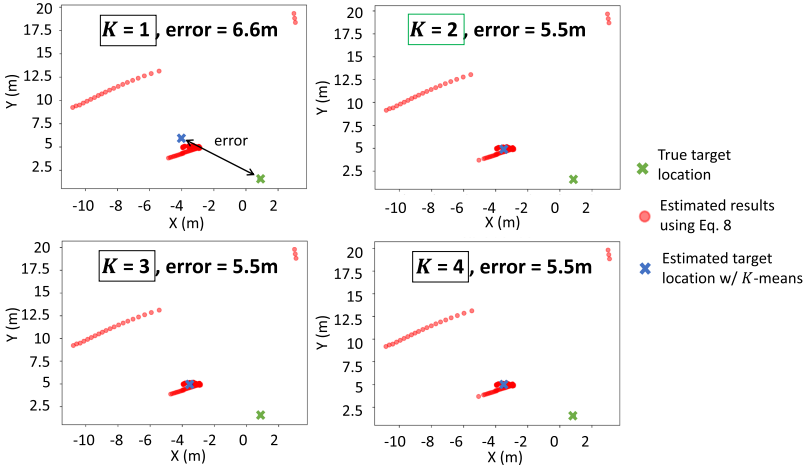 K = 1, error = 6.6m
20
17.5
15
12.5
10
7.5
5
2.5
Y (m)
error
-10 -8 -6 -4 -2 0 2
X (m)
K = 2, error = 5.5m
20
17.5
15
12.5
10
7.5
5
2.5
Y (m)
-10 -8 -6 -4 -2 0 2
X (m)
K = 3, error = 5.5m
20
17.5
15
12.5
10
7.5
5
2.5
Y (m)
-10 -8 -6 -4 -2 0 2
X (m)
K = 4, error = 5.5m
20
17.5
15
12.5
10
7.5
5
2.5
Y (m)
-10 -8 -6 -4 -2 0 2
X (m)
True target
location
Estimated results
using Eq. 8
Estimated target
location w/ K-means